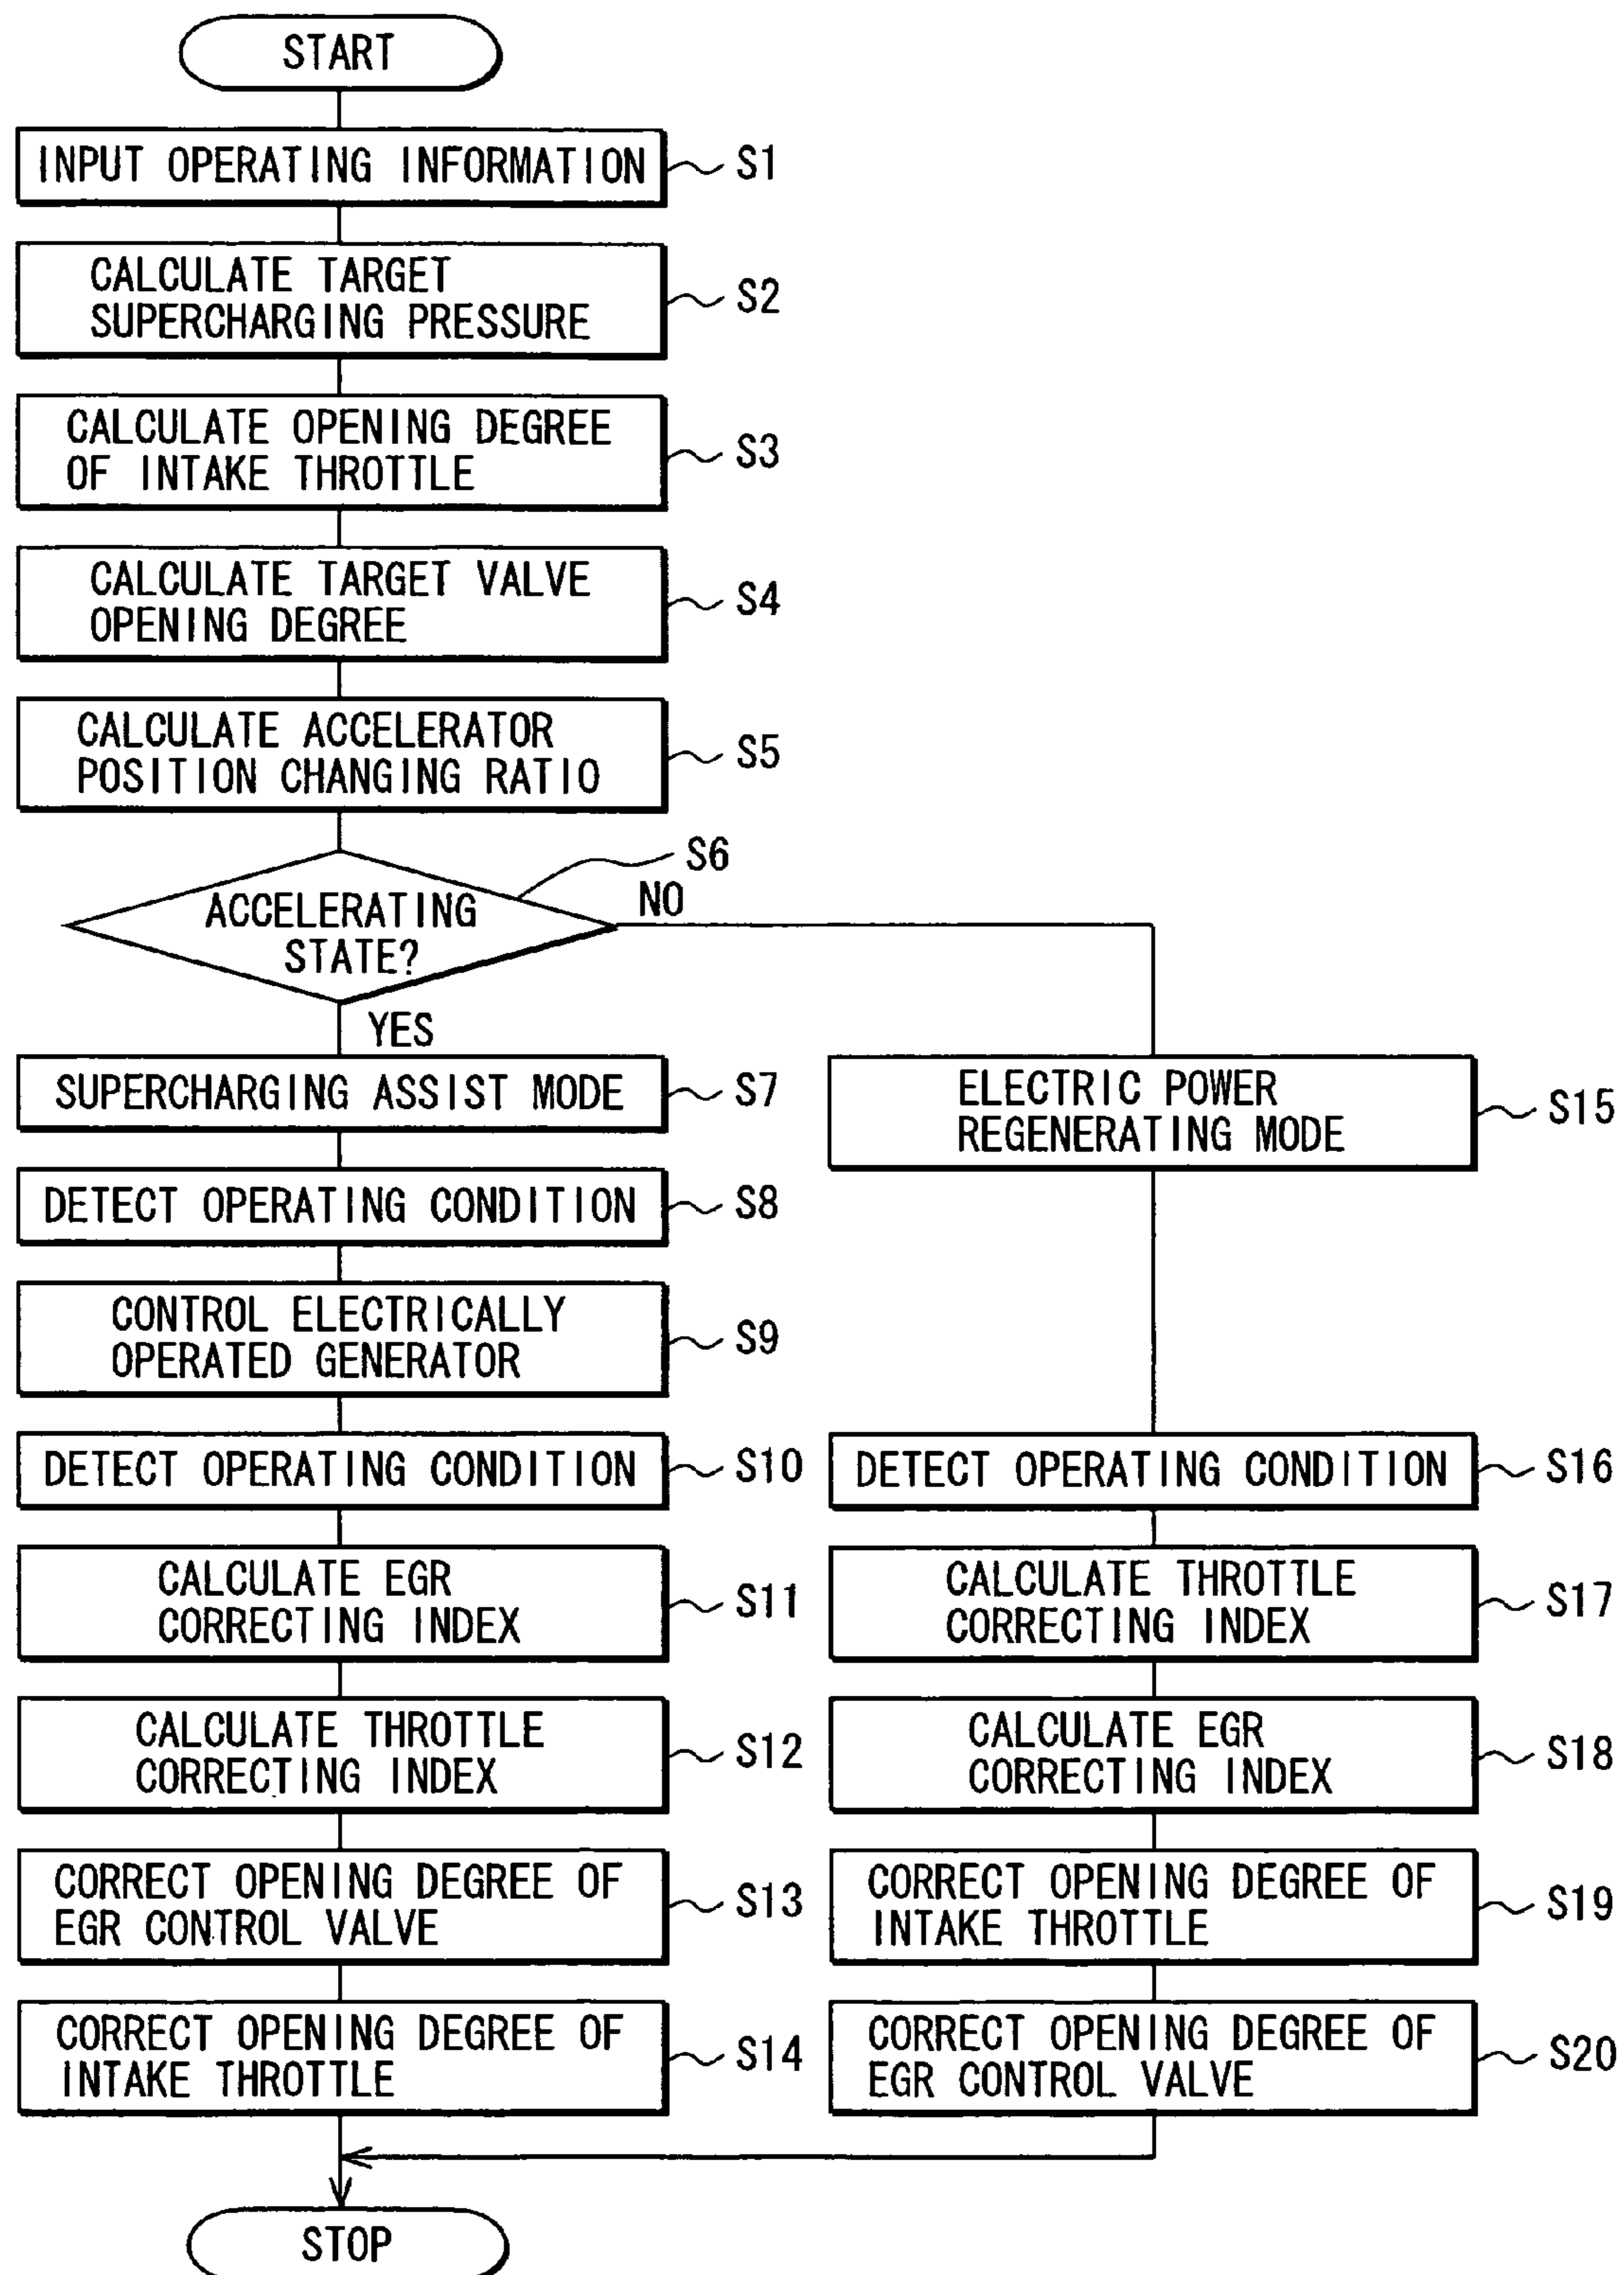 START
INPUT OPERATING INFORMATION
S1
CALCULATE TARGET
SUPERCHARGING PRESSURE
S2
CALCULATE OPENING DEGREE
OF INTAKE THROTTLE
S3
CALCULATE TARGET VALVE
OPENING DEGREE
S4
CALCULATE ACCELERATOR
POSITION CHANGING RATIO
S5
ACCELERATING
STATE?
S6
NO
YES
SUPERCHARGING ASSIST MODE
S7
DETECT OPERATING CONDITION
S8
CONTROL ELECTRICALLY
OPERATED GENERATOR
S9
DETECT OPERATING CONDITION
S10
CALCULATE EGR
CORRECTING INDEX
S11
CALCULATE THROTTLE
CORRECTING INDEX
S12
CORRECT OPENING DEGREE OF
EGR CONTROL VALVE
S13
CORRECT OPENING DEGREE OF
INTAKE THROTTLE
S14
ELECTRIC POWER
REGENERATING MODE
S15
DETECT OPERATING CONDITION
S16
CALCULATE THROTTLE
CORRECTING INDEX
S17
CALCULATE EGR
CORRECTING INDEX
S18
CORRECT OPENING DEGREE OF
INTAKE THROTTLE
S19
CORRECT OPENING DEGREE OF
EGR CONTROL VALVE
S20
STOP